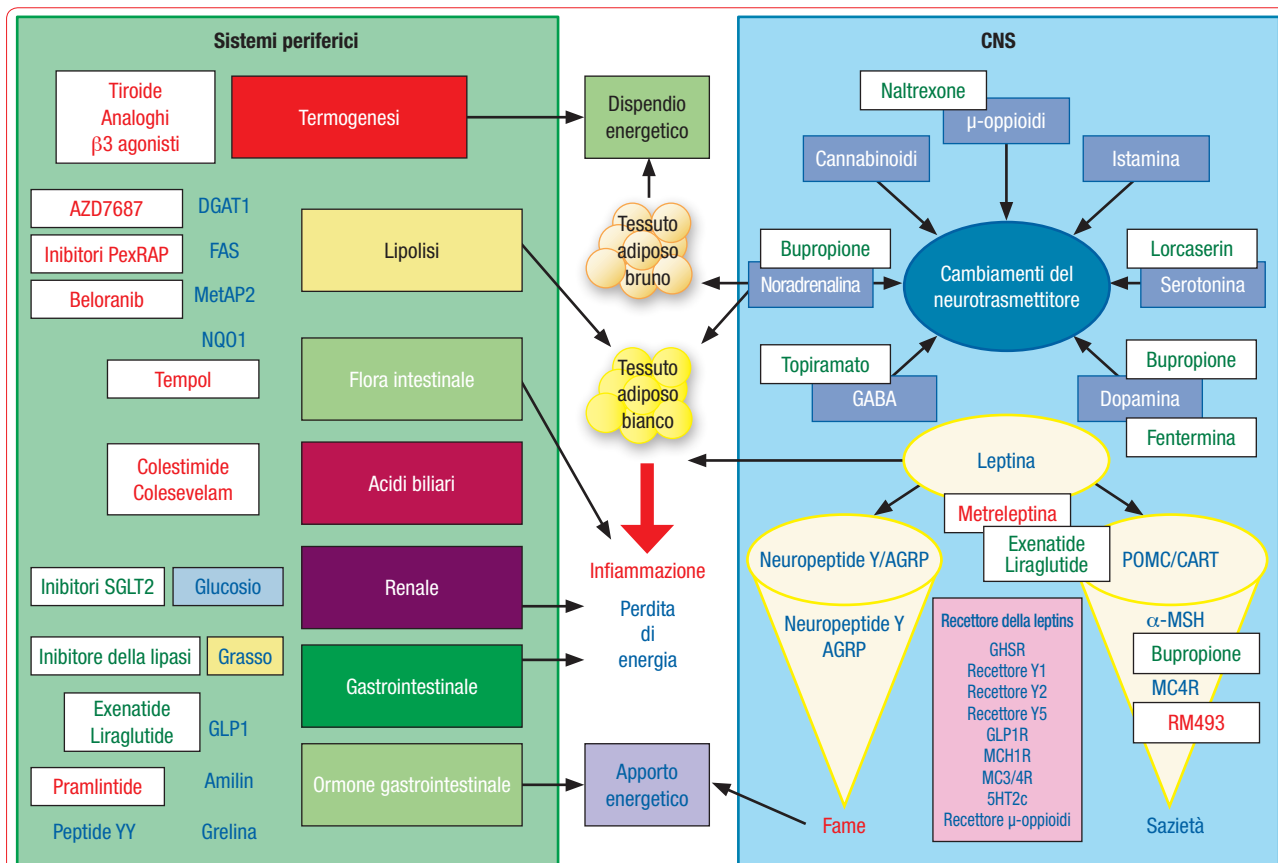 Sistemi periferici
Tiroide
Analoghi
β3 agonisti
Termogenesi
AZD7687
DGAT1
Inibitori PexRAP
FAS
Beloranib
MetAP2
NQO1
Lipolisi
Tempol
Flora intestinale
Colestimide
Colesevelam
Acidi biliari
Inibitori SGLT2
Glucosio
Renale
Inibitore della lipasi
Grasso
Gastrointestinale
Exenatide
Liraglutide
GLP1
Pramlintide
Amilin
Ormone gastrointestinale
Peptide YY
Grelina
Dispendio
energetico
Tessuto
adiposo
bruno
Tessuto
adiposo
bianco
Infiammazione
Perdita
di
energia
Apporto
energetico
CNS
Naltrexone
µ-oppioidi
Cannabinoidi
Istamina
Bupropione
Noradrenalina
Cambiamenti del
neurotrasmettitore
Lorcaserin
Serotonina
Topiramato
GABA
Bupropione
Dopamina
Fentermina
Leptina
Metreleptina
Exenatide
Liraglutide
Neuropeptide Y/AGRP
Neuropeptide Y
AGRP
Fame
POMC/CART
α-MSH
Bupropione
MC4R
RM493
Sazietà
Recettore della leptins
GHSR
Recettore Y1
Recettore Y2
Recettore Y5
GLP1R
MCH1R
MC3/4R
5HT2c
Recettore µ-oppioidi